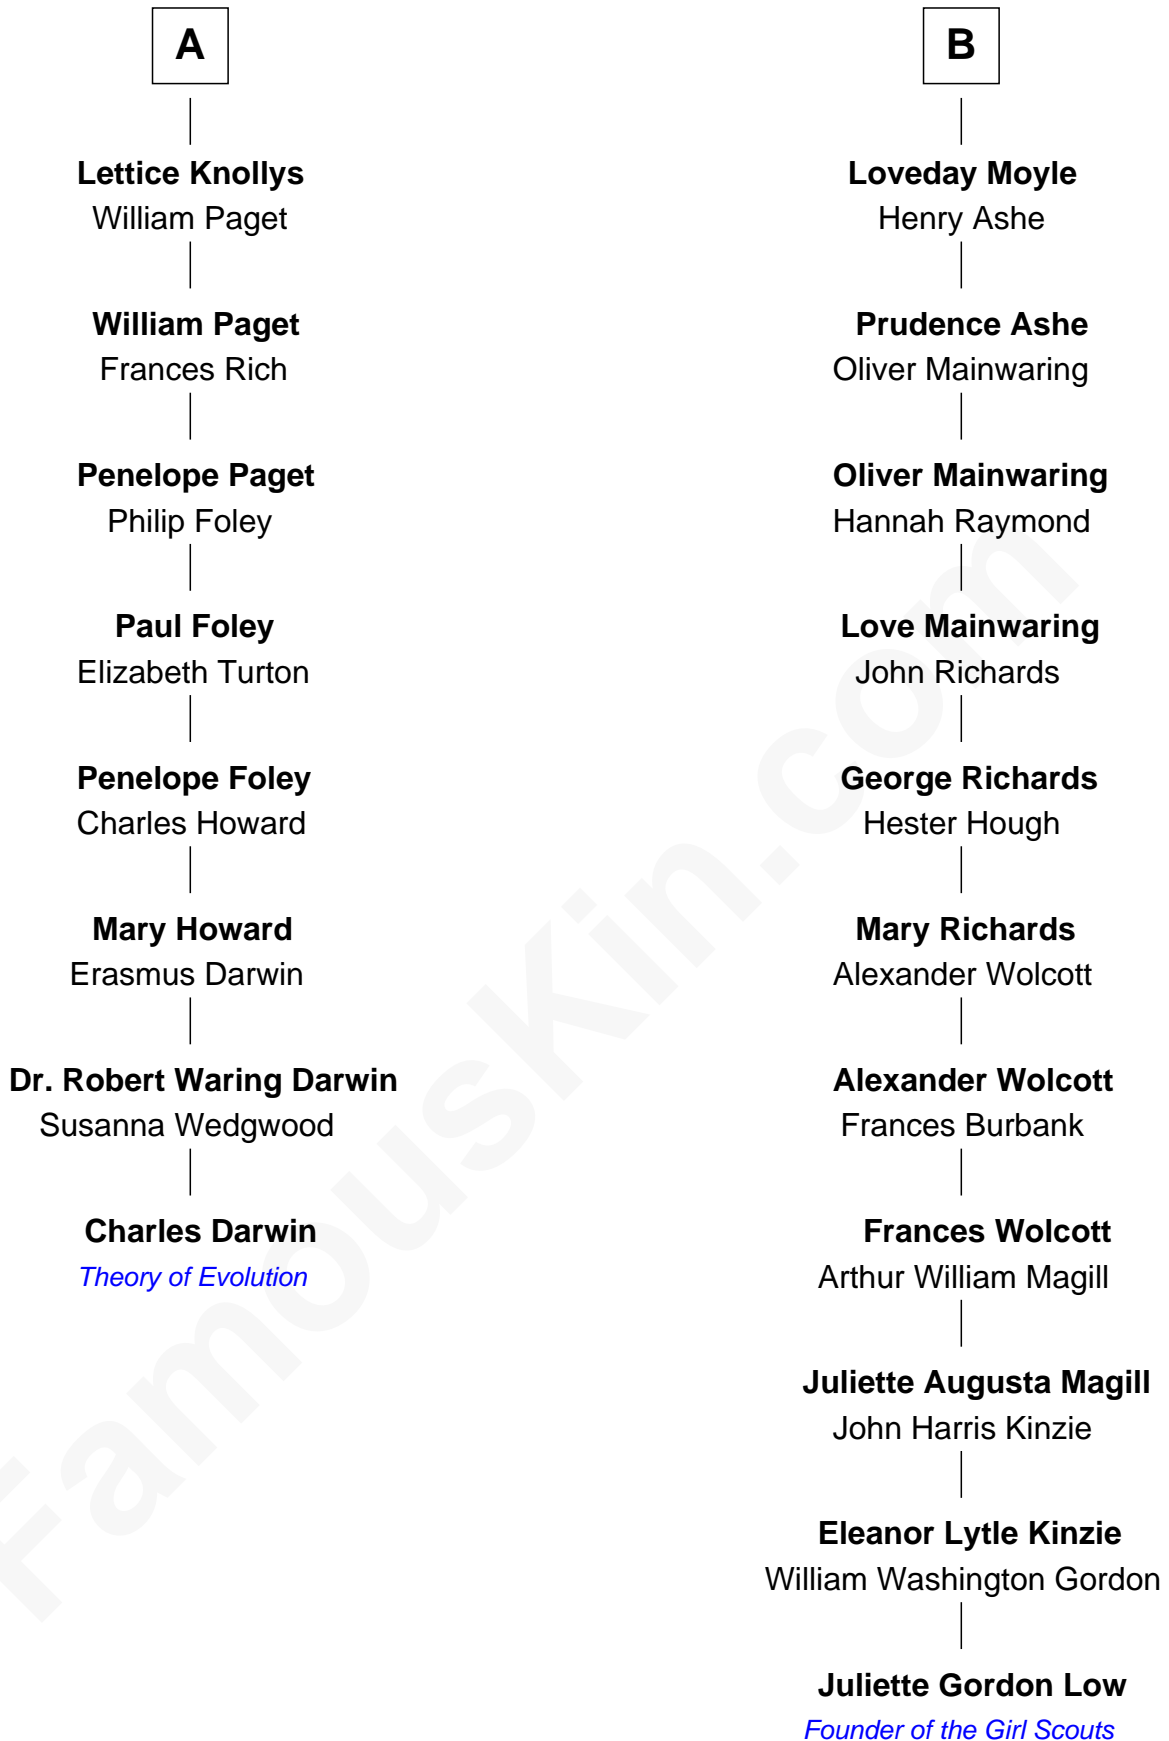 A
Lettice Knollys
William Paget
William Paget
Frances Rich
Penelope Paget
Philip Foley
Paul Foley
Elizabeth Turton
Penelope Foley
Charles Howard
Mary Howard
Erasmus Darwin
Dr. Robert Waring Darwin
Susanna Wedgwood
Charles Darwin
Theory of Evolution
B
Loveday Moyle
Henry Ashe
Prudence Ashe
Oliver Mainwaring
Oliver Mainwaring
Hannah Raymond
Love Mainwaring
John Richards
George Richards
Hester Hough
Mary Richards
Alexander Wolcott
Alexander Wolcott
Frances Burbank
Frances Wolcott
Arthur William Magill
Juliette Augusta Magill
John Harris Kinzie
Eleanor Lytle Kinzie
William Washington Gordon
Juliette Gordon Low
Founder of the Girl Scouts
FamousKin.com